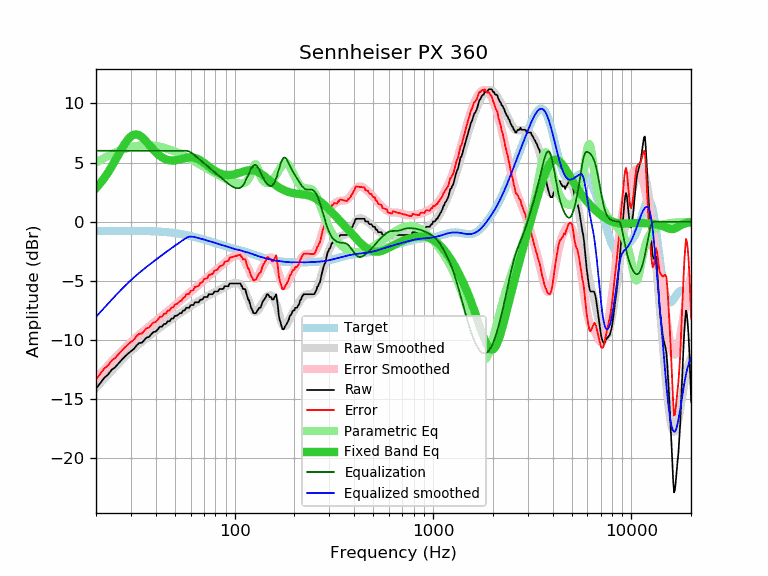 Sennheiser PX 360
Amplitude (dBr)
10
5
0
−5
−10
−15
−20
Target
Raw Smoothed
Error Smoothed
Raw
Error
Parametric Eq
Fixed Band Eq
Equalization
Equalized smoothed
100
1000
10000
Frequency (Hz)